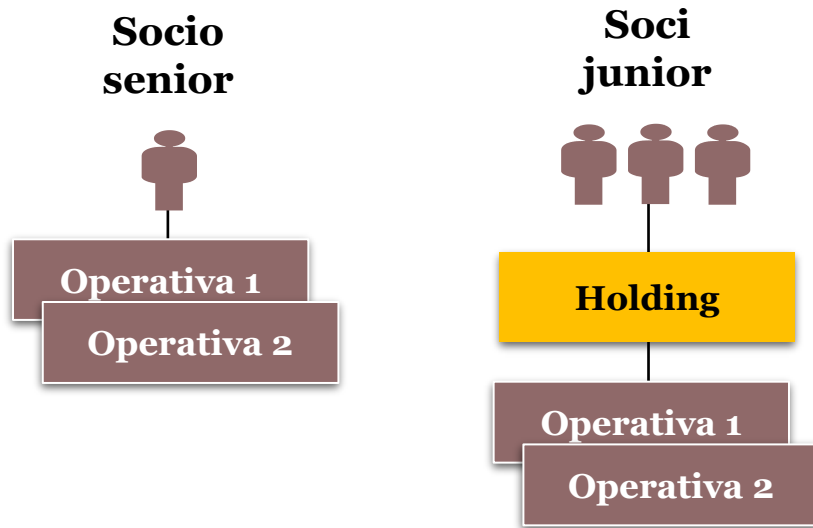 Socio
senior
Operativa 1
Operativa 2
Soci
junior
Holding
Operativa 1
Operativa 2